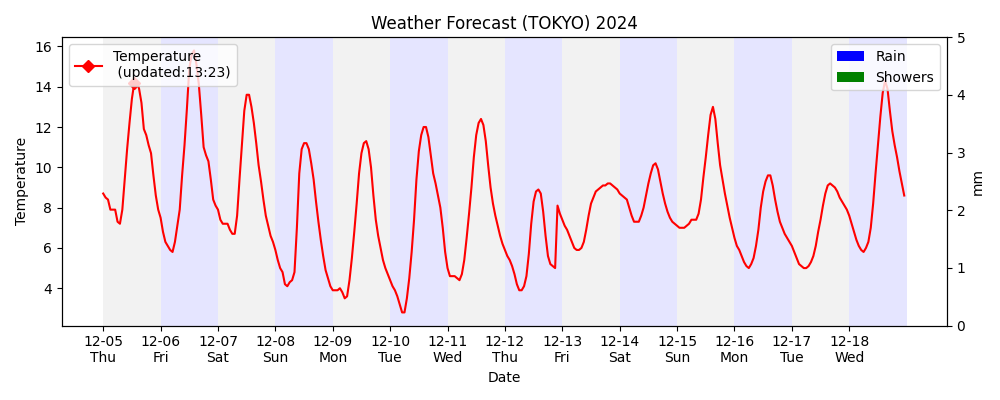 Weather Forecast (TOKYO) 2024
Temperature
(updated:13:23)
Rain
Showers
16
14
12
10
8
6
4
Temperature
5
4
3
2
1
0
mm
12-05 12-06 12-07 12-08 12-09 12-10 12-11 12-12 12-13 12-14 12-15 12-16 12-17 12-18
Thu Fri Sat Sun Mon Tue Wed Thu Fri Sat Sun Mon Tue Wed
Date